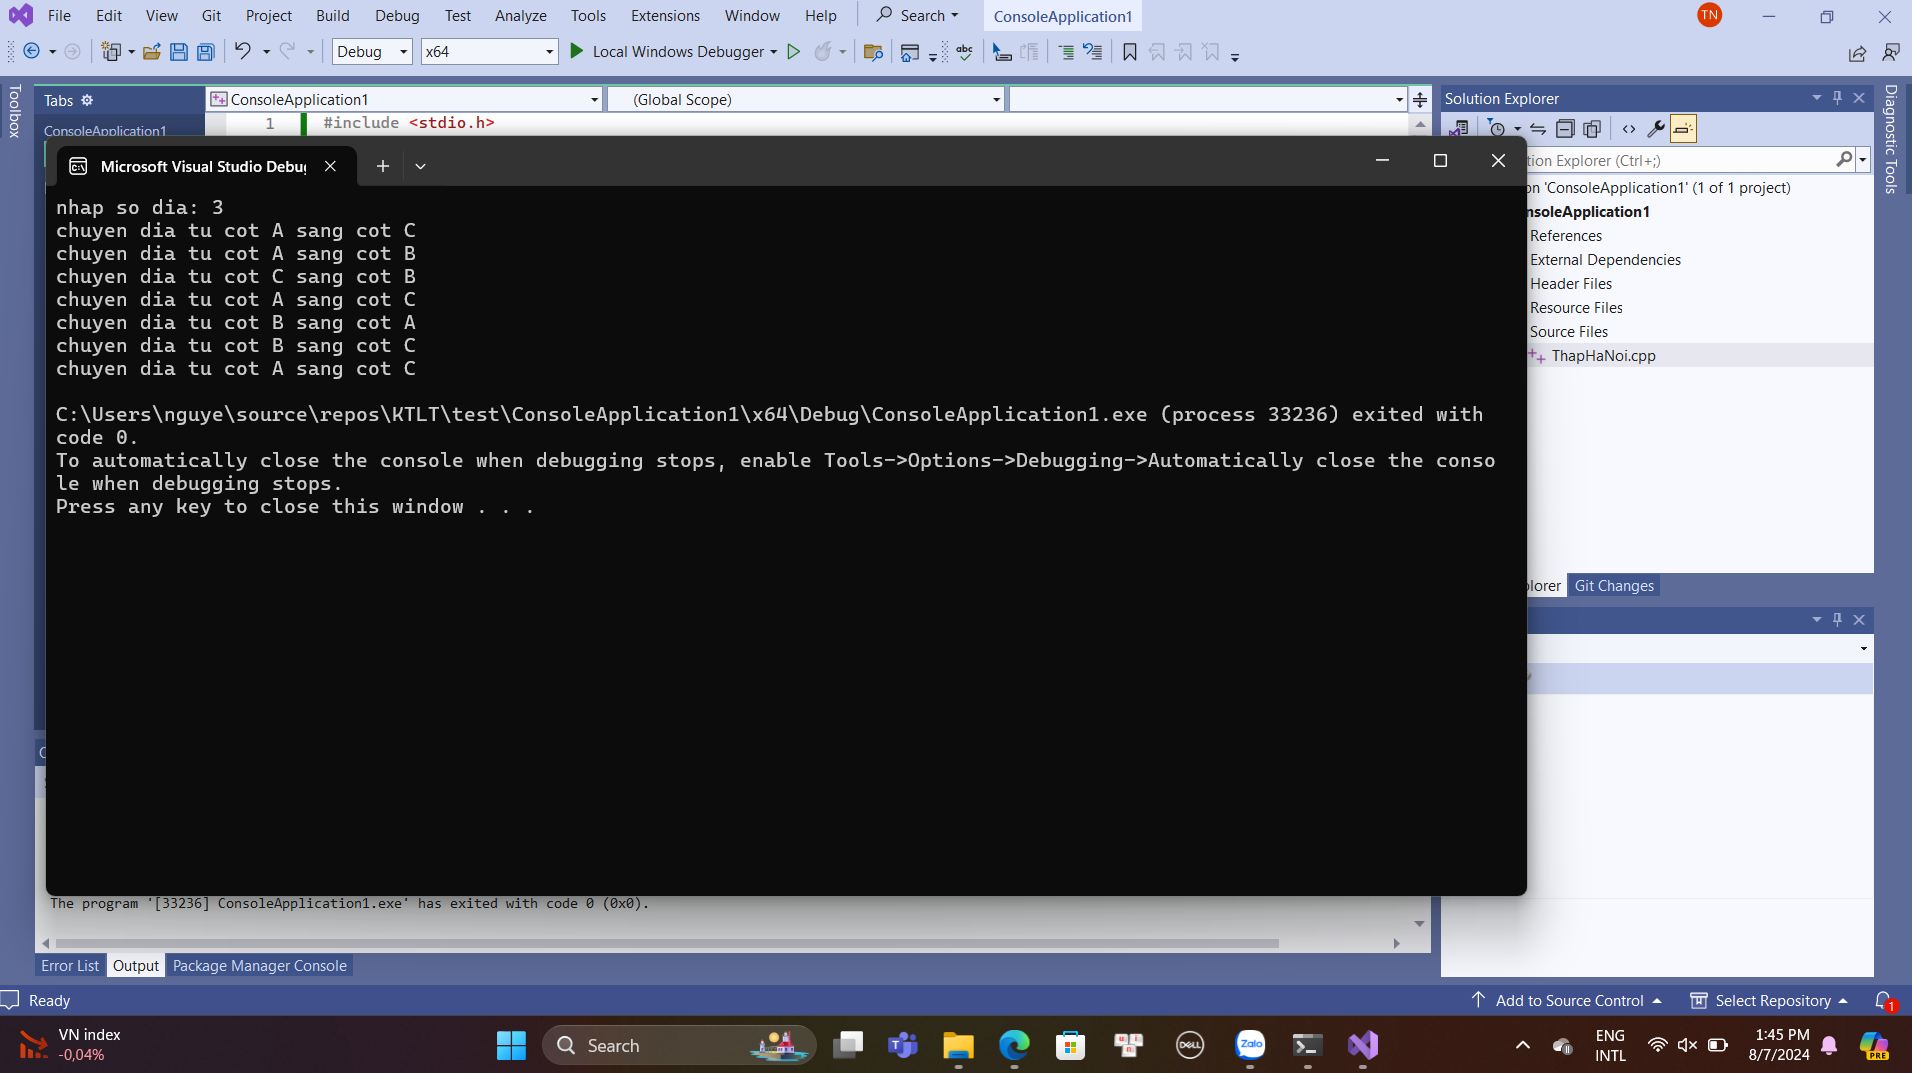 File Edit View Git Project Build Debug Test Analyze Tools Extensions Window Help Search ConsoleApplication1 TN
Debug x64 Local Windows Debugger abc
Toolbox
Tabs
ConsoleApplication1 (Global Scope)
Solution Explorer
Diagnostic Tools
ConsoleApplication1
1 #include <stdio.h>
Microsoft Visual Studio Debu
tion Explorer (Ctrl+;)
on 'ConsoleApplication1' (1 of 1 project)
nsoleApplication1
References
External Dependencies
Header Files
Resource Files
Source Files
ThapHaNoi.cpp
nhap so dia: 3
chuyen dia tu cot A sang cot C
chuyen dia tu cot A sang cot B
chuyen dia tu cot C sang cot B
chuyen dia tu cot A sang cot C
chuyen dia tu cot B sang cot A
chuyen dia tu cot B sang cot C
chuyen dia tu cot A sang cot C
C:\Users\nguye\source\repos\KTLT\test\ConsoleApplication1\x64\Debug\ConsoleApplication1.exe (process 33236) exited with
code 0.
To automatically close the console when debugging stops, enable Tools->Options->Debugging->Automatically close the conso
le when debugging stops.
Press any key to close this window . . .
plorer Git Changes
The program '[33236] ConsoleApplication1.exe' has exited with code 0 (0x0).
Error List Output Package Manager Console
Ready
Add to Source Control Select Repository 1
VN index
-0,04%
Search
DELL
Zalo
ENG
INTL
1:45 PM
8/7/2024
PRE